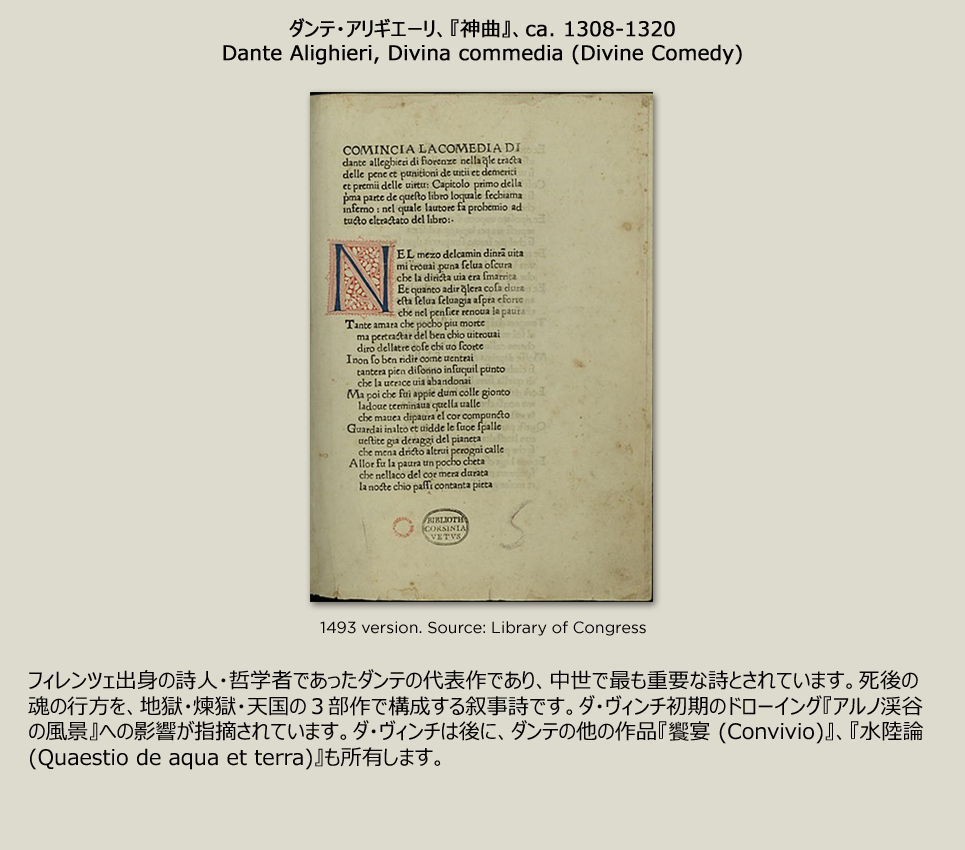 ダンテ・アリギエーリ、『神曲』、ca. 1308-1320
Dante Alighieri, Divina commedia (Divine Comedy)
COMINCIA LACOMEDIA DI
dante alleghieri di fiorenze nella q̃le tracta
delle pene et punitioni de uitii et demeriti
et premii delle uirtu: Capitolo primo della
p̃ma parte de questo libro loquale sechiama
inferno : nel quale lautore fa probemio ad
tucto eltractato del libro:·
NEL mezo delcamin dinr̃a uita
mi trouai puna selua oscura
che la diricta uia era smarrita
Et quanto adir q̃lera cosa dura
esta selua seluagia aspra eforte
che nel pensier renoua la paura
Tante amara che pocho piu morte
ma pertractar del ben chio uitrouai
diro dellatre cose chi uo scorte
I non so ben ridir come uentrai
tantera pien disonno insuquil punto
che la uerace uia abandonai
Ma poi che fui appie dum colle gionto
ladoue terminaua quella ualle
che mauea dipaura el cor compuncto
Guardai inalto et uidde le suoe spalle
uestite gia deraggi del pianeta
che mena dricto altrui perogni calle
Allor fu la paura un pocho cheta
che nellaco del cor mera durata
la nocte chio passi contanta pieta
BIBLIOTH
CORSINIA
VETVS
1493 version. Source: Library of Congress
フィレンツェ出身の詩人・哲学者であったダンテの代表作であり、中世で最も重要な詩とされています。死後の
魂の行方を、地獄・煉獄・天国の３部作で構成する叙事詩です。ダ・ヴィンチ初期のドローイング『アルノ渓谷
の風景』への影響が指摘されています。ダ・ヴィンチは後に、ダンテの他の作品『饗宴 (Convivio)』、『水陸論
(Quaestio de aqua et terra)』も所有します。